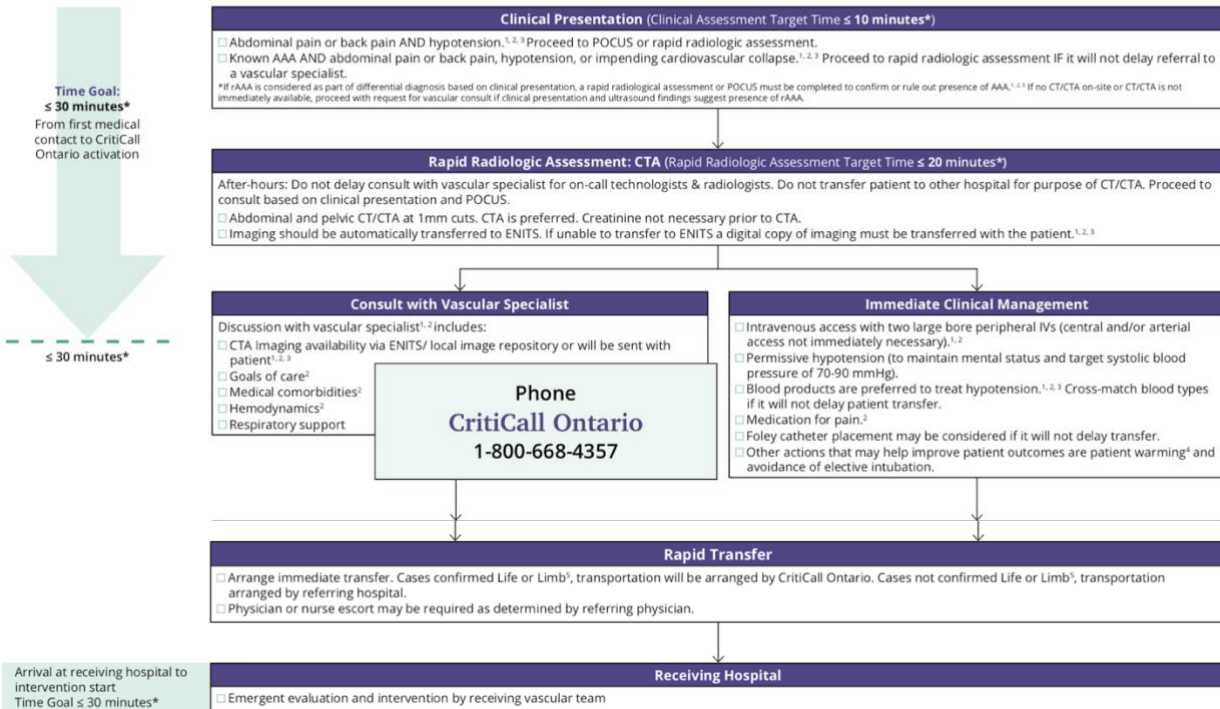 Clinical Presentation (Clinical Assessment Target Time ≤ 10 minutes*)
☐ Abdominal pain or back pain AND hypotension.1, 2, 3 Proceed to POCUS or rapid radiologic assessment.
☐ Known AAA AND abdominal pain or back pain, hypotension, or impending cardiovascular collapse.1, 2, 3 Proceed to rapid radiologic assessment IF it will not delay referral to
a vascular specialist.
*If rAAA is considered as part of differential diagnosis based on clinical presentation, a rapid radiological assessment or POCUS must be completed to confirm or rule out presence of AAA.1, 2, 3 If no CT/CTA on-site or CT/CTA is not
immediately available, proceed with request for vascular consult if clinical presentation and ultrasound findings suggest presence of rAAA.
Time Goal:
≤ 30 minutes*
From first medical
contact to CritiCall
Ontario activation
Rapid Radiologic Assessment: CTA (Rapid Radiologic Assessment Target Time ≤ 20 minutes*)
After-hours: Do not delay consult with vascular specialist for on-call technologists & radiologists. Do not transfer patient to other hospital for purpose of CT/CTA. Proceed to
consult based on clinical presentation and POCUS.
☐ Abdominal and pelvic CT/CTA at 1mm cuts. CTA is preferred. Creatinine not necessary prior to CTA.
☐ Imaging should be automatically transferred to ENITS. If unable to transfer to ENITS a digital copy of imaging must be transferred with the patient.1, 2, 3
≤ 30 minutes*
Consult with Vascular Specialist
Discussion with vascular specialist1, 2 includes:
☐ CTA Imaging availability via ENITS/ local image repository or will be sent with
patient1, 2, 3
☐ Goals of care2
☐ Medical comorbidities2
☐ Hemodynamics2
☐ Respiratory support
Phone
CritiCall Ontario
1-800-668-4357
Immediate Clinical Management
☐ Intravenous access with two large bore peripheral IVs (central and/or arterial
access not immediately necessary).1, 2
☐ Permissive hypotension (to maintain mental status and target systolic blood
pressure of 70-90 mmHg).
☐ Blood products are preferred to treat hypotension.1, 2, 3 Cross-match blood types
if it will not delay patient transfer.
☐ Medication for pain.2
☐ Foley catheter placement may be considered if it will not delay transfer.
☐ Other actions that may help improve patient outcomes are patient warming4 and
avoidance of elective intubation.
Rapid Transfer
☐ Arrange immediate transfer. Cases confirmed Life or Limb5, transportation will be arranged by CritiCall Ontario. Cases not confirmed Life or Limb5, transportation
arranged by referring hospital.
☐ Physician or nurse escort may be required as determined by referring physician.
Arrival at receiving hospital to
intervention start
Time Goal ≤ 30 minutes*
Receiving Hospital
☐ Emergent evaluation and intervention by receiving vascular team